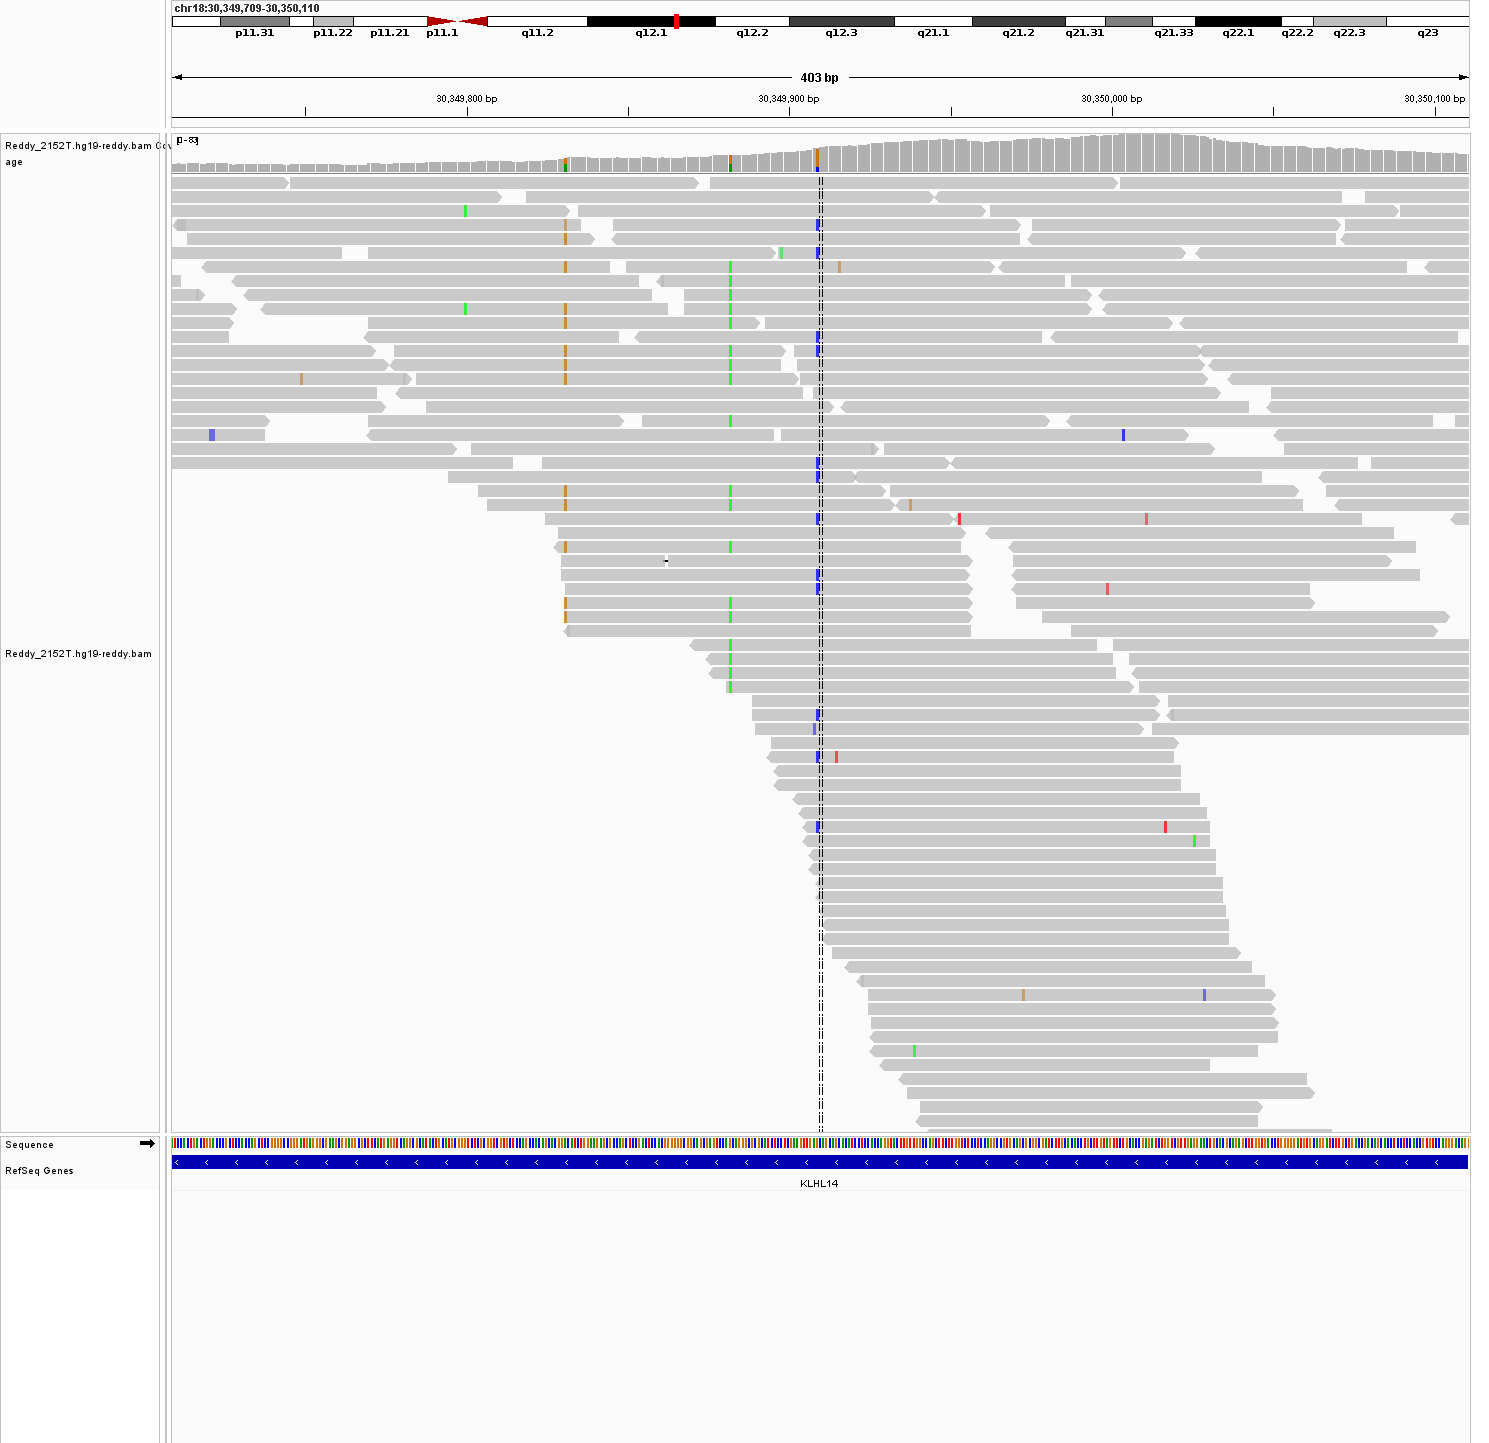 chr18:30,349,709-30,350,110
p11.31 p11.22 p11.21 p11.1 q11.2 q12.1 q12.2 q12.3 q21.1 q21.2 q21.31 q21.33 q22.1 q22.2 q22.3 q23
403 bp
30,349,800 bp 30,349,900 bp 30,350,000 bp 30,350,100 bp
Reddy_2152T.hg19-reddy.bam Cov
age
[0 - 83]
Reddy_2152T.hg19-reddy.bam
Sequence
RefSeq Genes
KLHL14